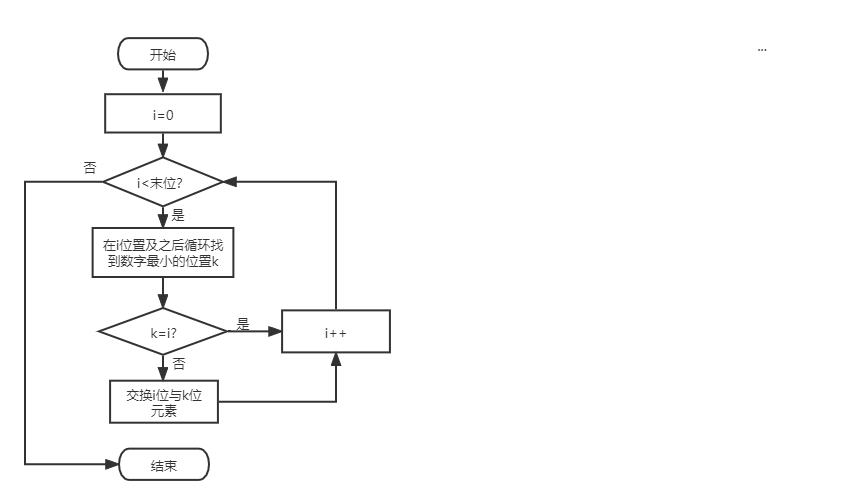 开始
...
i=0
否
i<末位?
是
在i位置及之后循环找
到数字最小的位置k
k=i?
是
i++
否
交换i位与k位
元素
结束